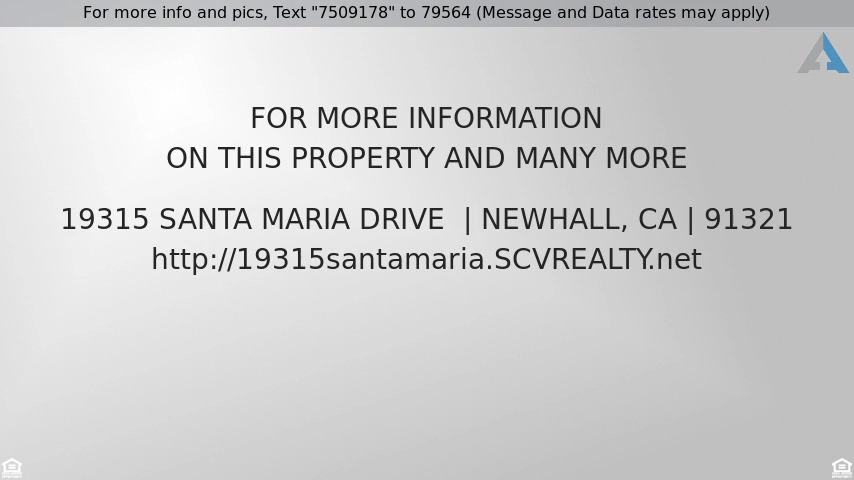 For more info and pics, Text "7509178" to 79564 (Message and Data rates may apply)
FOR MORE INFORMATION
ON THIS PROPERTY AND MANY MORE
19315 SANTA MARIA DRIVE | NEWHALL, CA | 91321
http://19315santamaria.SCVREALTY.net